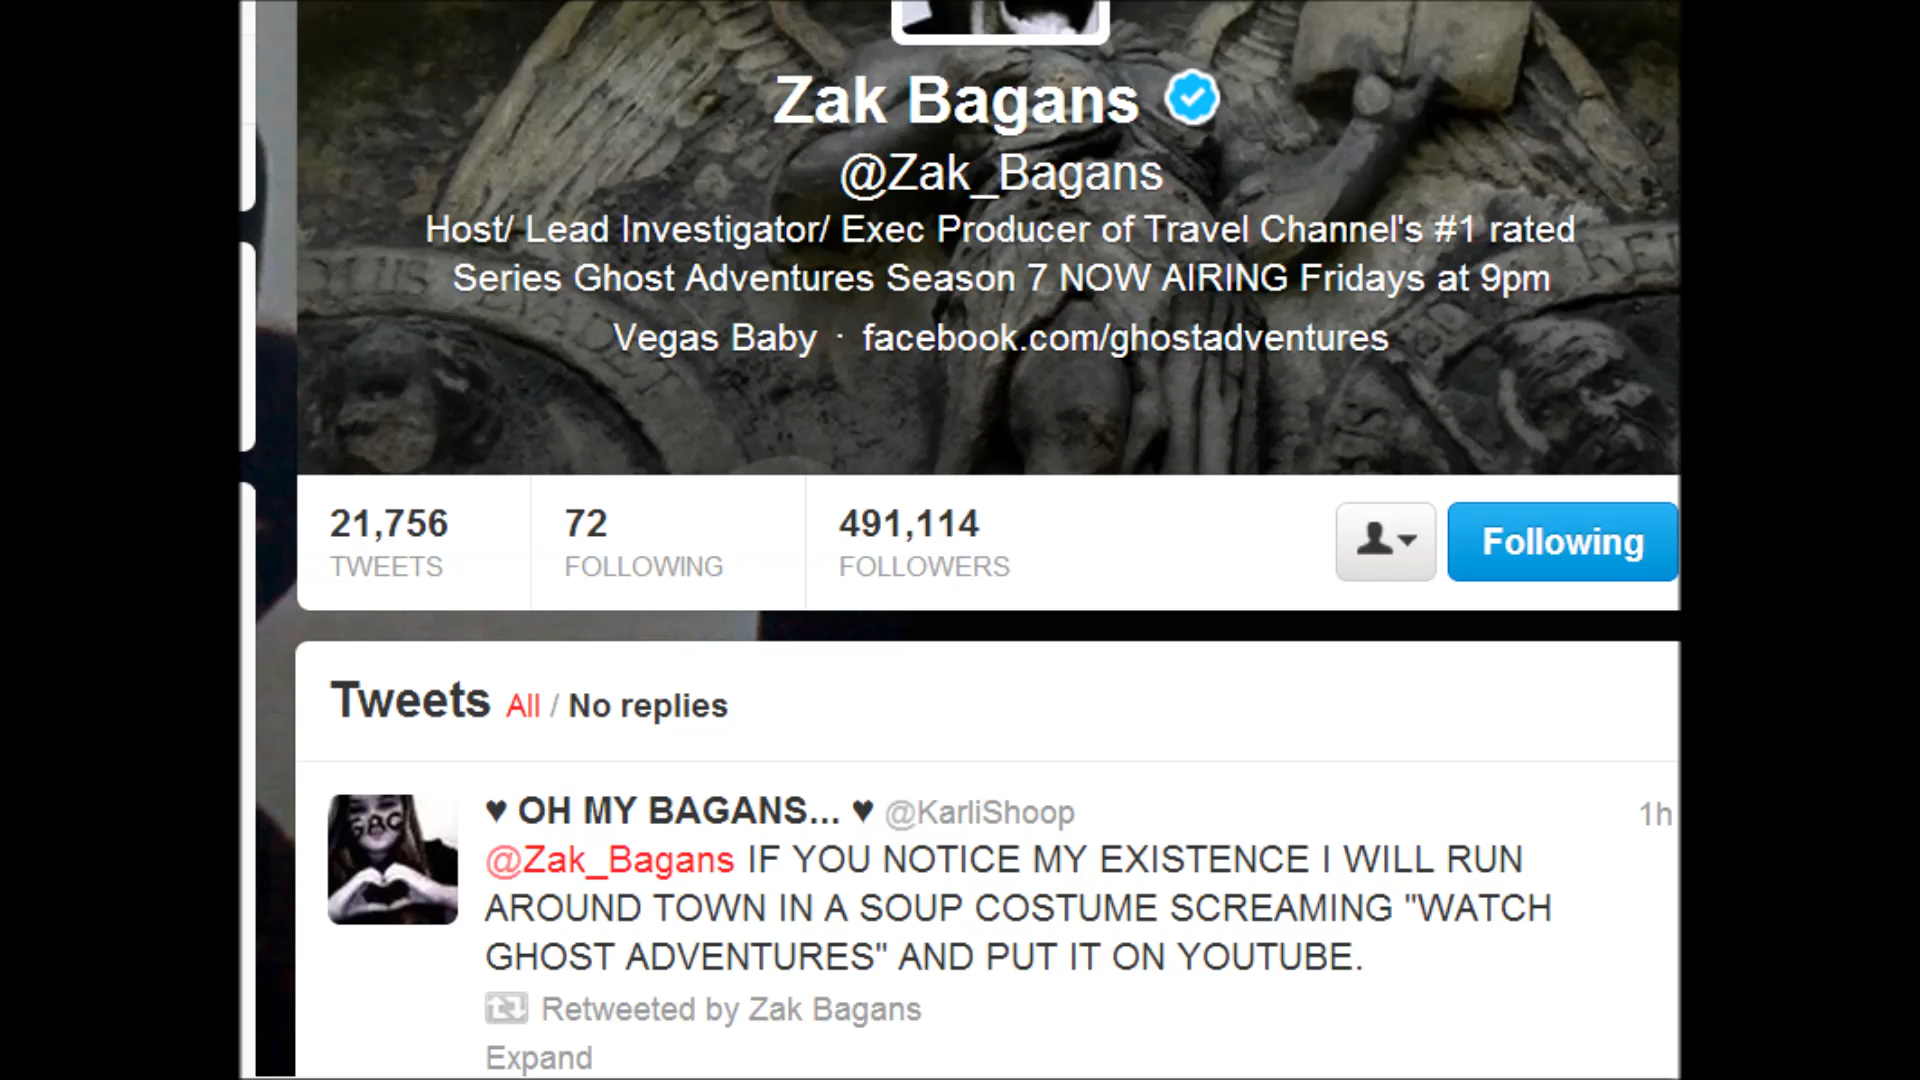 Zak Bagans
@Zak_Bagans
Host/ Lead Investigator/ Exec Producer of Travel Channel's #1 rated
Series Ghost Adventures Season 7 NOW AIRING Fridays at 9pm
Vegas Baby · facebook.com/ghostadventures
21,756 72 491,114
TWEETS FOLLOWING FOLLOWERS
Following
Tweets All / No replies
♥ OH MY BAGANS... ♥ @KarliShoop 1h
@Zak_Bagans IF YOU NOTICE MY EXISTENCE I WILL RUN
AROUND TOWN IN A SOUP COSTUME SCREAMING "WATCH
GHOST ADVENTURES" AND PUT IT ON YOUTUBE.
Retweeted by Zak Bagans
Expand